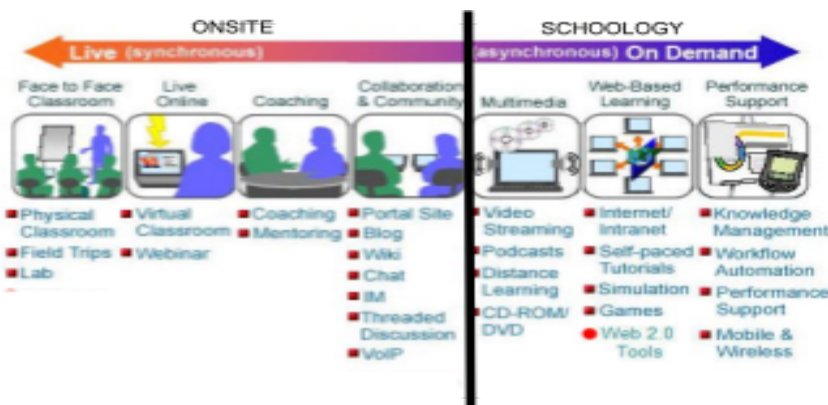 ONSITE
SCHOOLOGY
Live (synchronous)
(asynchronous) On Demand
Face to Face
Classroom
Live
Online
Coaching
Collaboration
& Community
Multimedia
Web-Based
Learning
Performance
Support
Physical
Classroom
Field Trips
Lab
Virtual
Classroom
Webinar
Coaching
Mentoring
Portal Site
Blog
Wiki
Chat
IM
Threaded
Discussion
VoIP
Video
Streaming
Podcasts
Distance
Learning
CD-ROM/
DVD
Internet/
Intranet
Self-paced
Tutorials
Simulation
Games
Web 2.0
Tools
Knowledge
Management
Workflow
Automation
Performance
Support
Mobile &
Wireless